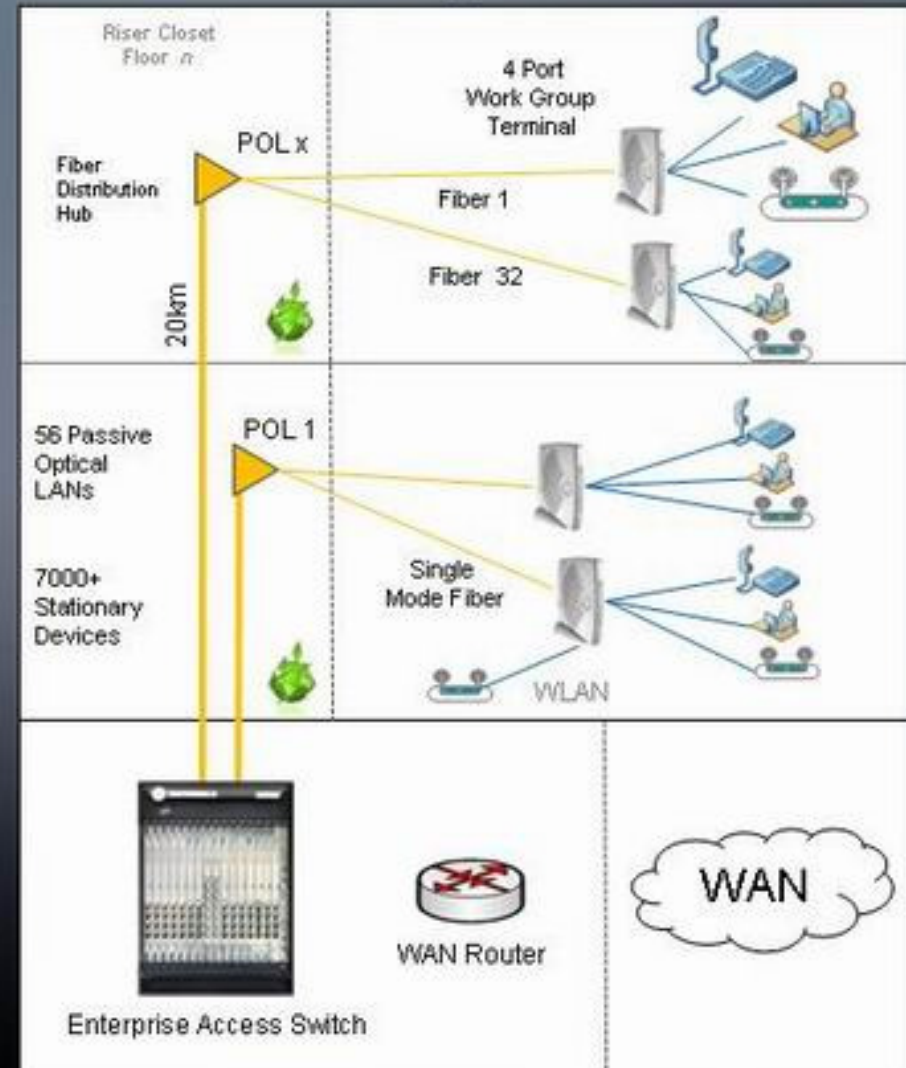 Riser Closet
Floor n
4 Port
Work Group
Terminal
POL x
Fiber
Distribution
Hub
Fiber 1
Fiber 32
20km
56 Passive
Optical
LANs
POL 1
7000+
Stationary
Devices
Single
Mode Fiber
WLAN
WAN
WAN Router
Enterprise Access Switch